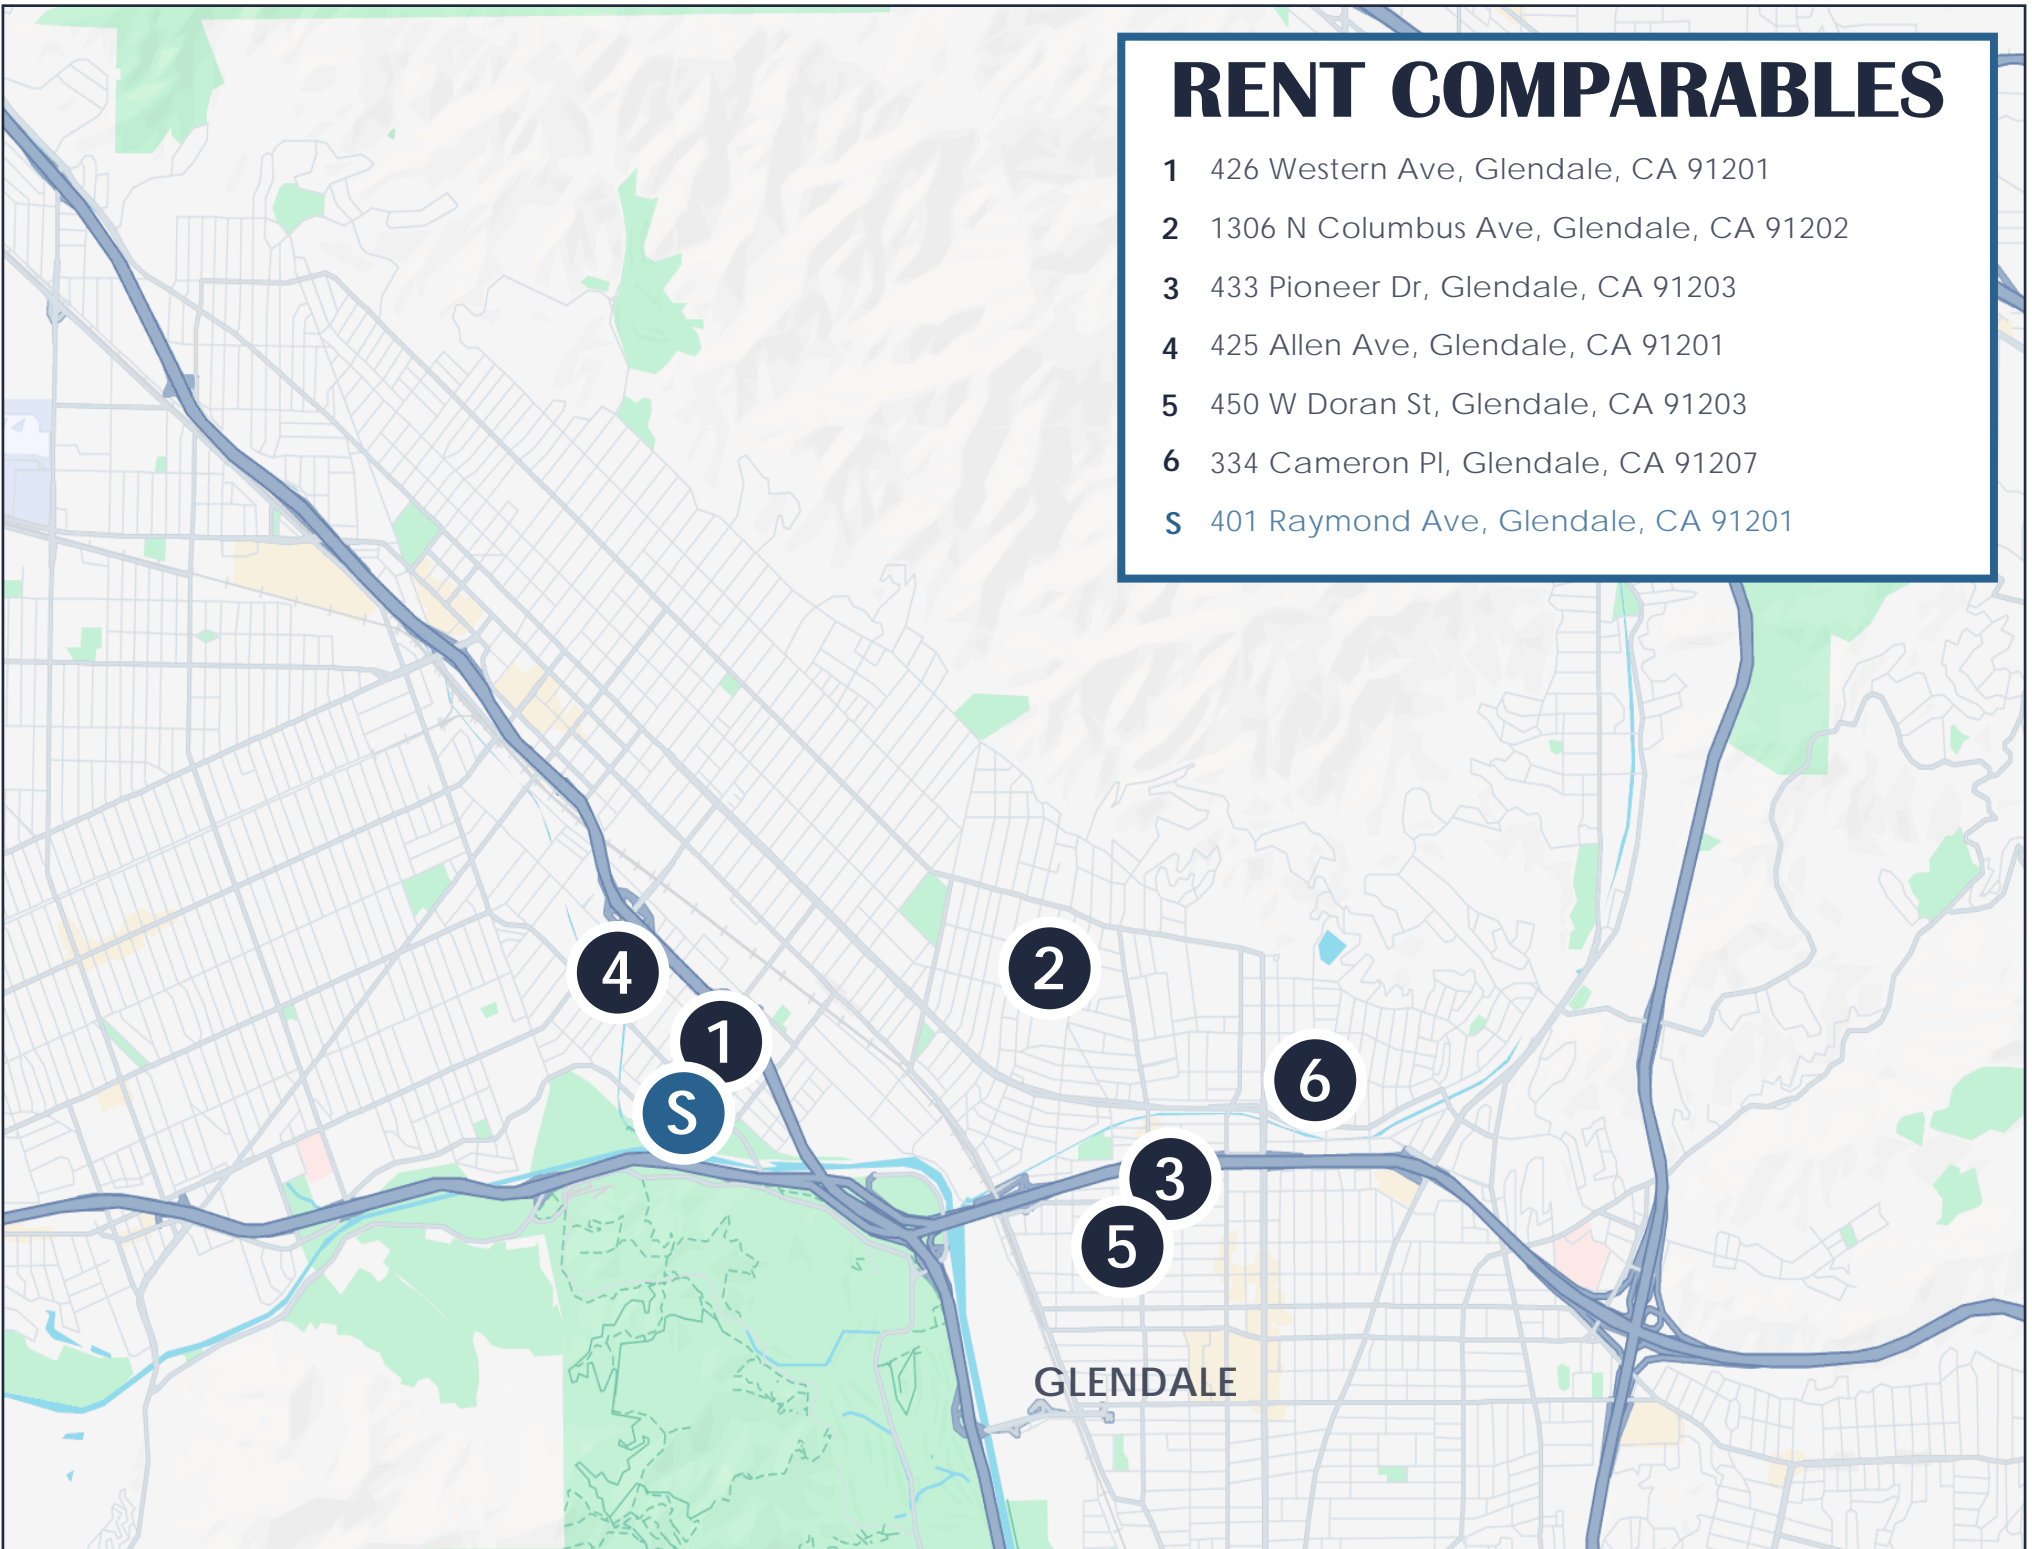 RENT COMPARABLES
1 426 Western Ave, Glendale, CA 91201
2 1306 N Columbus Ave, Glendale, CA 91202
3 433 Pioneer Dr, Glendale, CA 91203
4 425 Allen Ave, Glendale, CA 91201
5 450 W Doran St, Glendale, CA 91203
6 334 Cameron Pl, Glendale, CA 91207
S 401 Raymond Ave, Glendale, CA 91201
4
2
1
6
S
3
5
GLENDALE